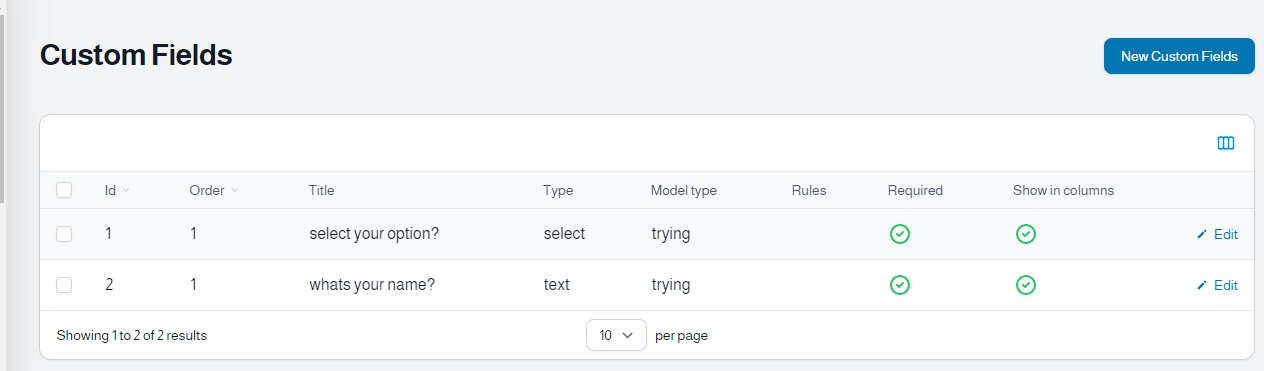 Custom Fields
New Custom Fields
Id Order Title Type Model type Rules Required Show in columns
1 1 select your option? select trying Edit
2 1 whats your name? text trying Edit
Showing 1 to 2 of 2 results 10 per page